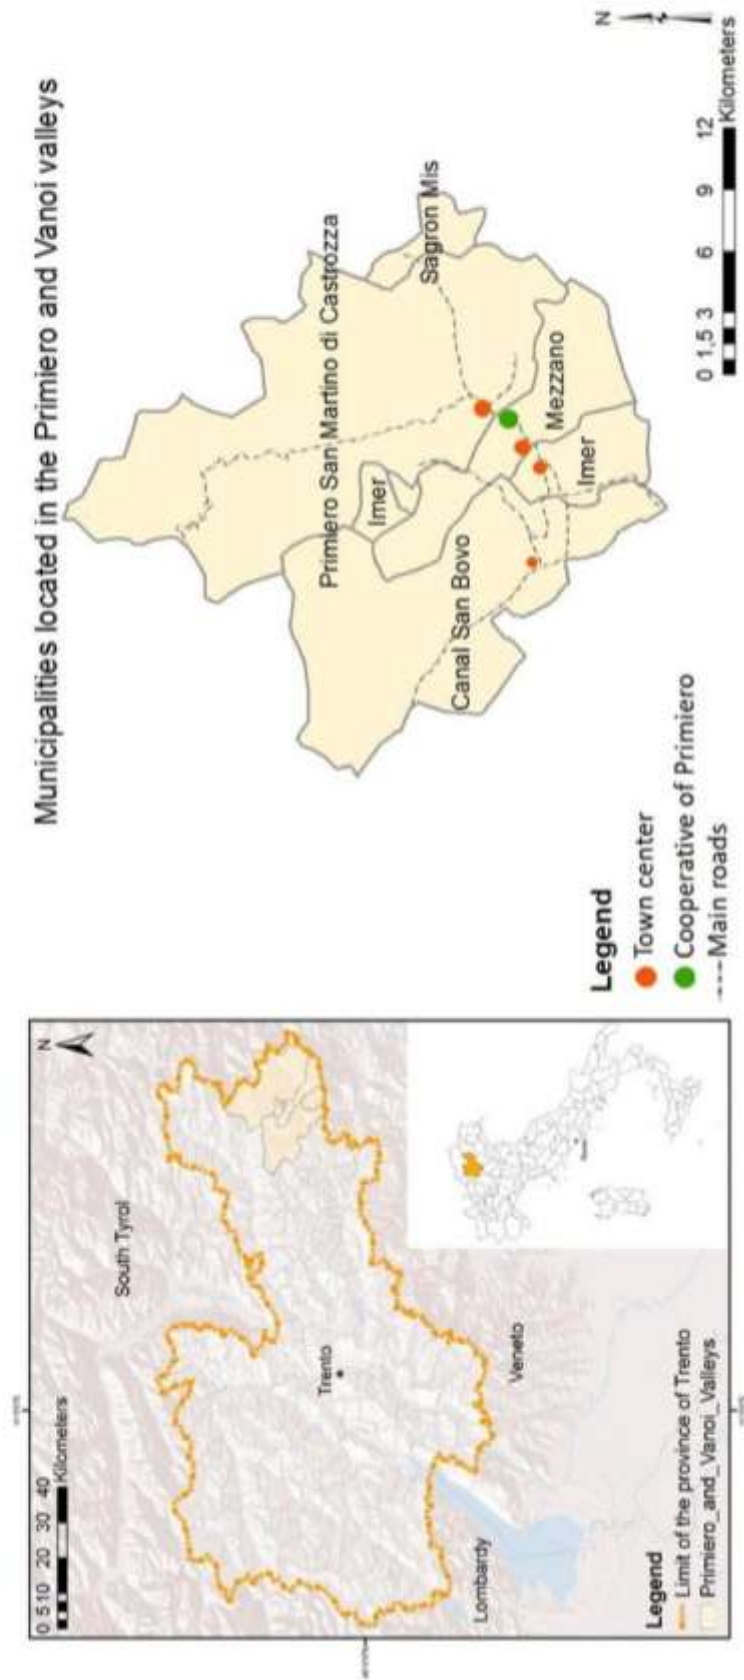 Municipalities located in the Primiero and Vanoi valleys
N
0 5 10 20 30 40
Kilometers
South Tyrol
Trento
Lombardy
Veneto
Legend
Limit of the province of Trento
Primiero_and_Vanoi_Valleys
N
Primiero San Martino di Castrozza
Sagron Mis
Imer
Canal San Bovo
Mezzano
Imer
Legend
Town center
Cooperative of Primiero
Main roads
0 1,5 3 6 9 12
Kilometers